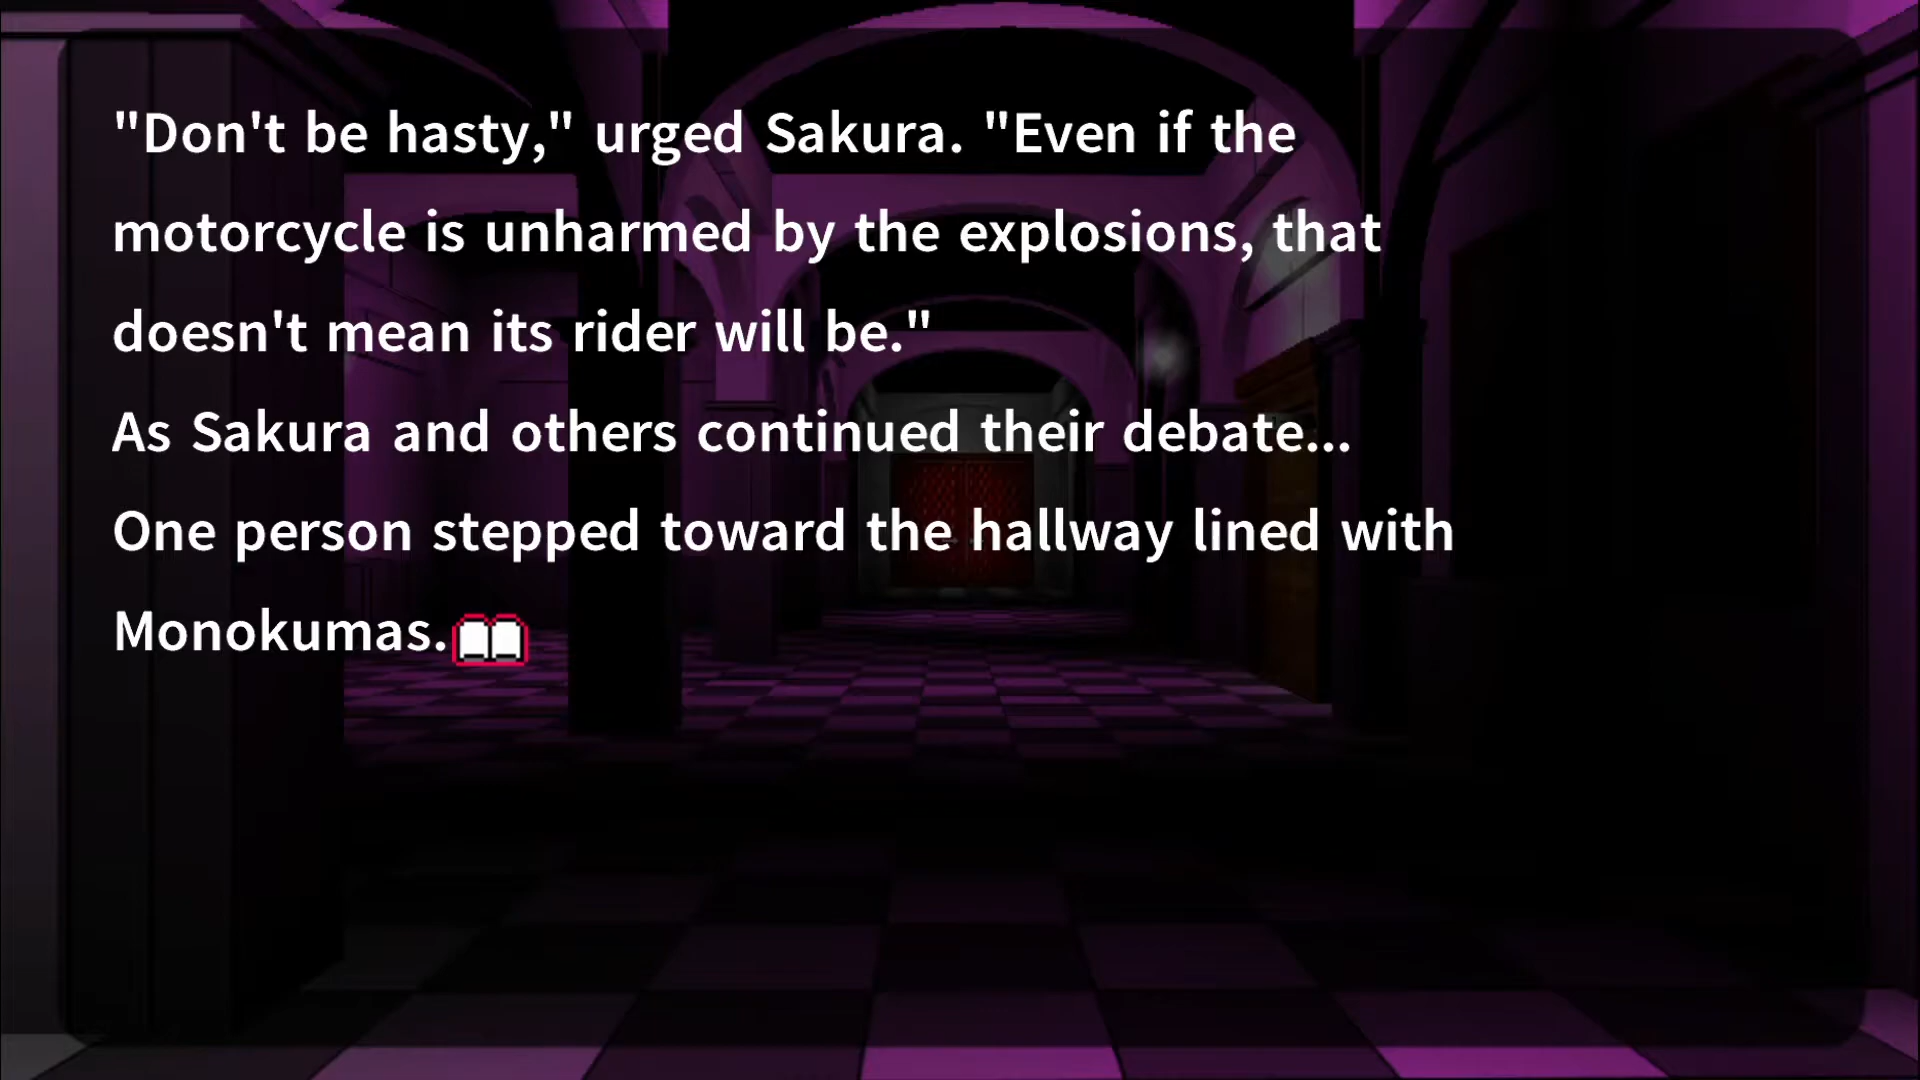 "Don't be hasty," urged Sakura. "Even if the
motorcycle is unharmed by the explosions, that
doesn't mean its rider will be."
As Sakura and others continued their debate...
One person stepped toward the hallway lined with
Monokumas.